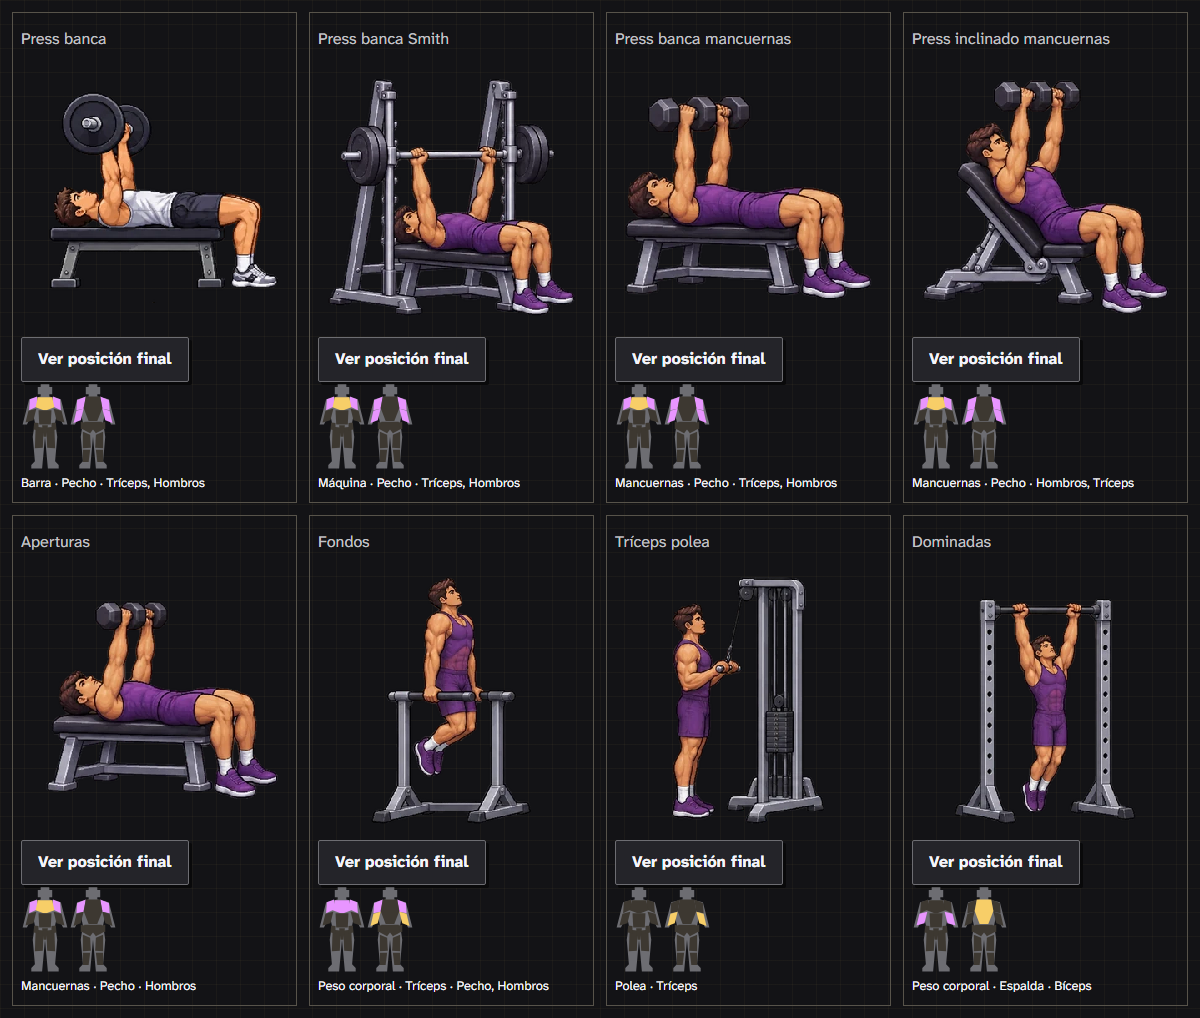 Press banca
Ver posición final
Barra · Pecho · Tríceps, Hombros
Press banca Smith
Ver posición final
Máquina · Pecho · Tríceps, Hombros
Press banca mancuernas
Ver posición final
Mancuernas · Pecho · Tríceps, Hombros
Press inclinado mancuernas
Ver posición final
Mancuernas · Pecho · Hombros, Tríceps
Aperturas
Ver posición final
Mancuernas · Pecho · Hombros
Fondos
Ver posición final
Peso corporal · Tríceps · Pecho, Hombros
Tríceps polea
Ver posición final
Polea · Tríceps
Dominadas
Ver posición final
Peso corporal · Espalda · Bíceps